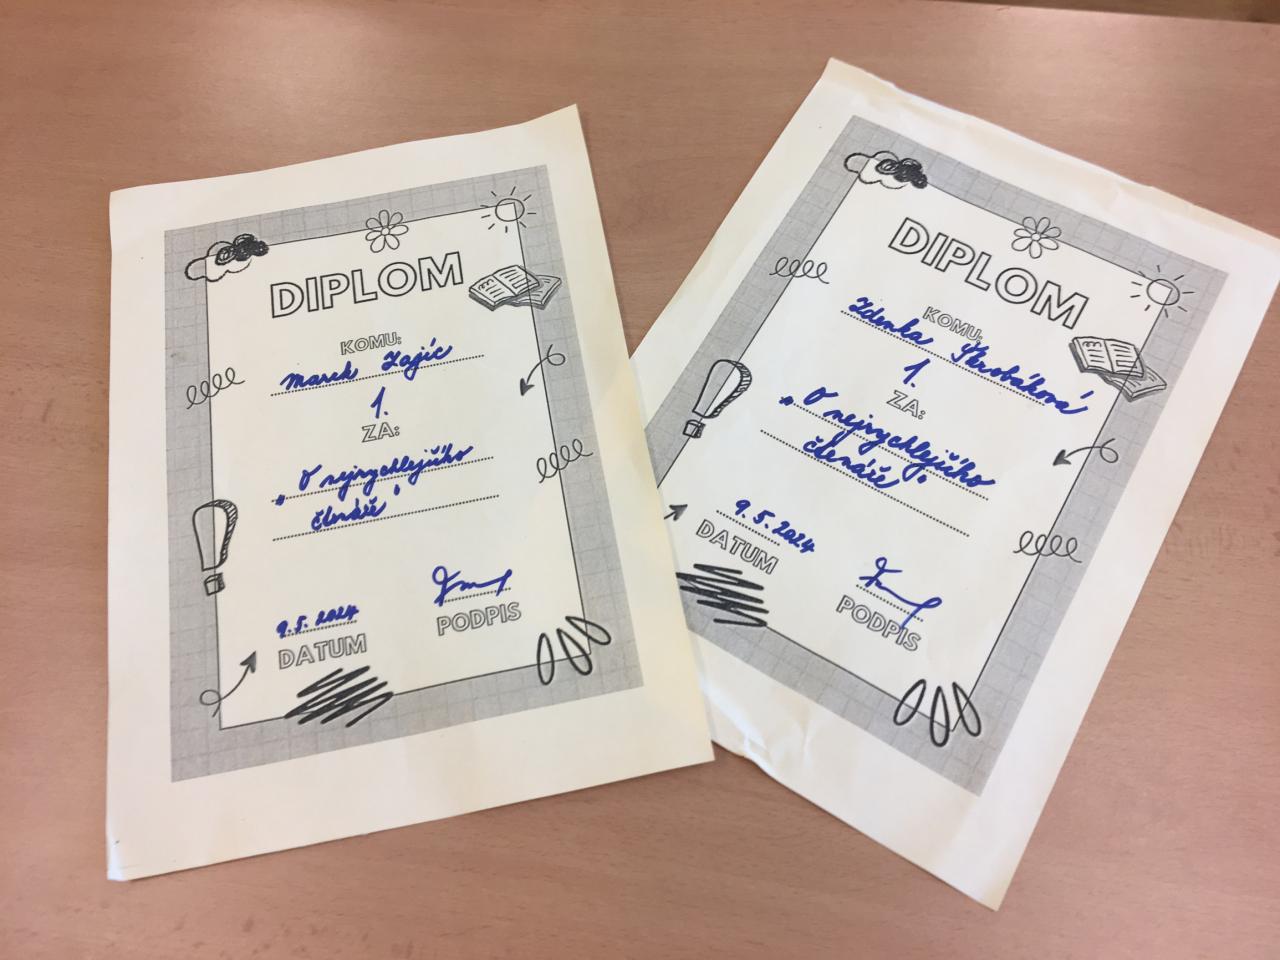 DIPLOM
KOMU:
Marek Zajíc
1.
ZA:
„ O nejrychlejšího
čtenáře "
9.5.2024
DATUM
PODPIS
DIPLOM
KOMU:
Zdenka Škrobáková
1.
ZA:
„ O nejrychlejšího
čtenáře "
9.5.2024
DATUM
PODPIS